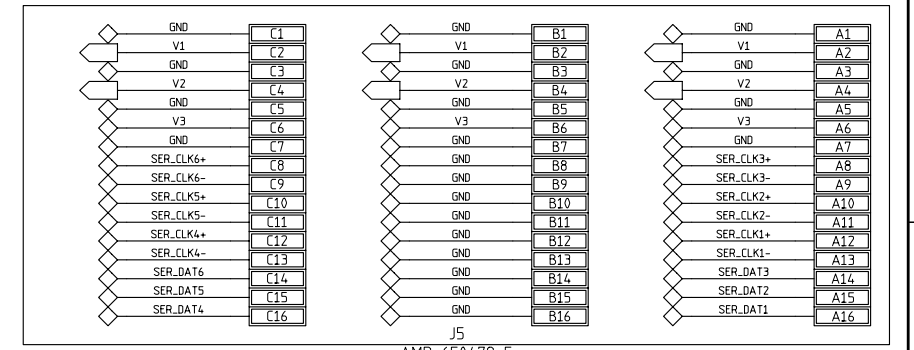 GND C1
V1 C2
GND C3
V2 C4
GND C5
V3 C6
GND C7
SER_CLK6+ C8
SER_CLK6- C9
SER_CLK5+ C10
SER_CLK5- C11
SER_CLK4+ C12
SER_CLK4- C13
SER_DAT6 C14
SER_DAT5 C15
SER_DAT4 C16
GND B1
V1 B2
GND B3
V2 B4
GND B5
V3 B6
GND B7
GND B8
GND B9
GND B10
GND B11
GND B12
GND B13
GND B14
GND B15
GND B16
GND A1
V1 A2
GND A3
V2 A4
GND A5
V3 A6
GND A7
SER_CLK3+ A8
SER_CLK3- A9
SER_CLK2+ A10
SER_CLK2- A11
SER_CLK1+ A12
SER_CLK1- A13
SER_DAT3 A14
SER_DAT2 A15
SER_DAT1 A16
J5